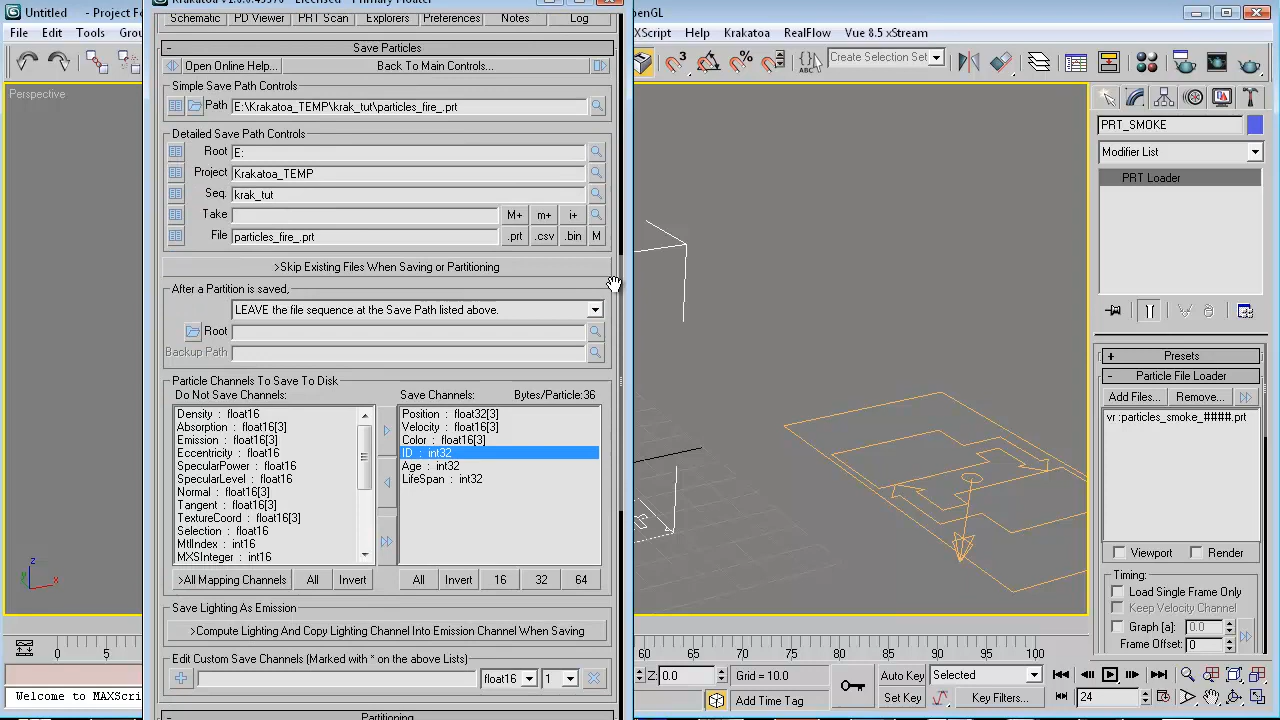 Untitled - Project Fo
Krakatoa v1.6.0.43570 - Licensed - Primary Floater
OpenGL
File Edit Tools Grou
MAXScript Help Krakatoa RealFlow Vue 8.5 xStream
Schematic PD Viewer PRT Scan Explorers Preferences Notes Log
- Save Particles
Open Online Help... Back To Main Controls...
Create Selection Set
Perspective
Simple Save Path Controls
Path E:\Krakatoa_TEMP\krak_tut\particles_fire_.prt
Detailed Save Path Controls
Root E:
Project Krakatoa_TEMP
Seq. krak_tut
Take M+ m+ i+
File particles_fire_.prt .prt .csv .bin M
>Skip Existing Files When Saving or Partitioning
After a Partition is saved,
LEAVE the file sequence at the Save Path listed above.
Root
Backup Path
Particle Channels To Save To Disk
Do Not Save Channels: Save Channels: Bytes/Particle:36
Density : float16
Absorption : float16[3]
Emission : float16[3]
Eccentricity : float16
SpecularPower : float16
SpecularLevel : float16
Normal : float16[3]
Tangent : float16[3]
TextureCoord : float16[3]
Selection : float16
MtlIndex : int16
MXSInteger : int16
Position : float32[3]
Velocity : float16[3]
Color : float16[3]
ID : int32
Age : int32
LifeSpan : int32
>All Mapping Channels All Invert All Invert 16 32 64
Save Lighting As Emission
>Compute Lighting And Copy Lighting Channel Into Emission Channel When Saving
Edit Custom Save Channels (Marked with * on the above Lists)
float16 1
Partitioning
PRT_SMOKE
Modifier List
PRT Loader
+ Presets
- Particle File Loader
Add Files... Remove...
vr :particles_smoke_####.prt
Viewport Render
Timing:
Load Single Frame Only
Keep Velocity Channel
Graph [a] 0.0
Frame Offset: 0
z
y x
0 5
60 65 70 75 80 85 90 95 100
Z: 0.0 Grid = 10.0
Auto Key Selected
Welcome to MAXScri
Add Time Tag
Set Key Key Filters... 24